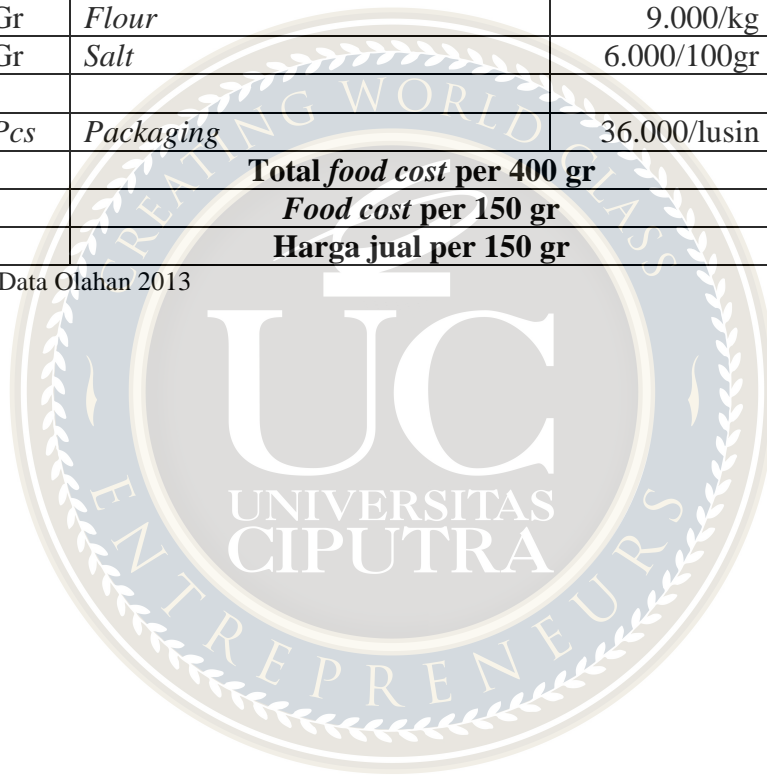 Gr Flour 9.000/kg
Gr Salt 6.000/100gr
Pcs Packaging 36.000/lusin
Total food cost per 400 gr
Food cost per 150 gr
Harga jual per 150 gr
Data Olahan 2013
CREATING WORLD CLASS
UC
UNIVERSITAS
CIPUTRA
ENTREPRENEURS